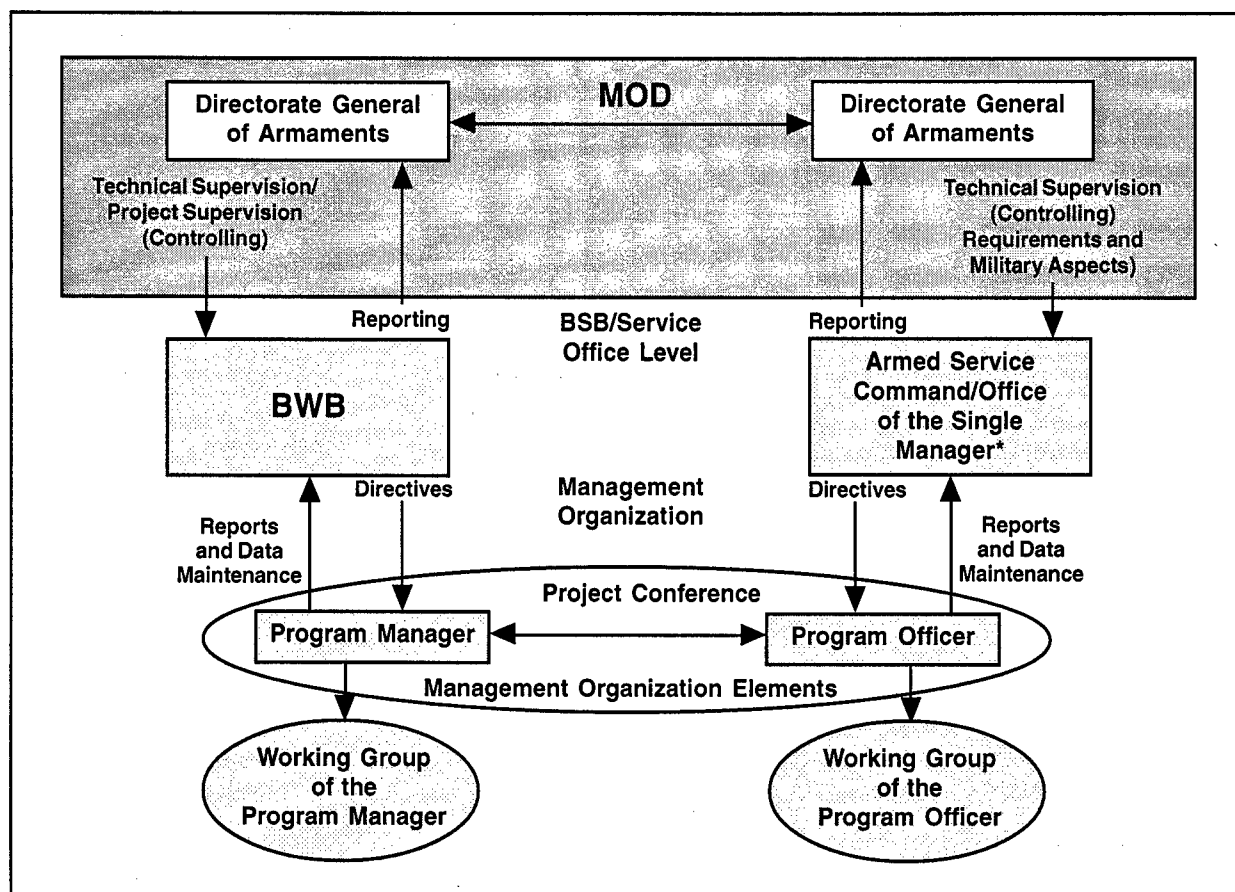 MOD
Directorate General
of Armaments
Directorate General
of Armaments
Technical Supervision/
Project Supervision
(Controlling)
Technical Supervision
(Controlling)
Requirements and
Military Aspects)
Reporting
BSB/Service
Office Level
Reporting
BWB
Armed Service
Command/Office
of the Single
Manager*
Directives
Management
Organization
Directives
Reports
and Data
Maintenance
Reports
and Data
Maintenance
Project Conference
Program Manager
Program Officer
Management Organization Elements
Working Group
of the
Program Manager
Working Group
of the
Program Officer